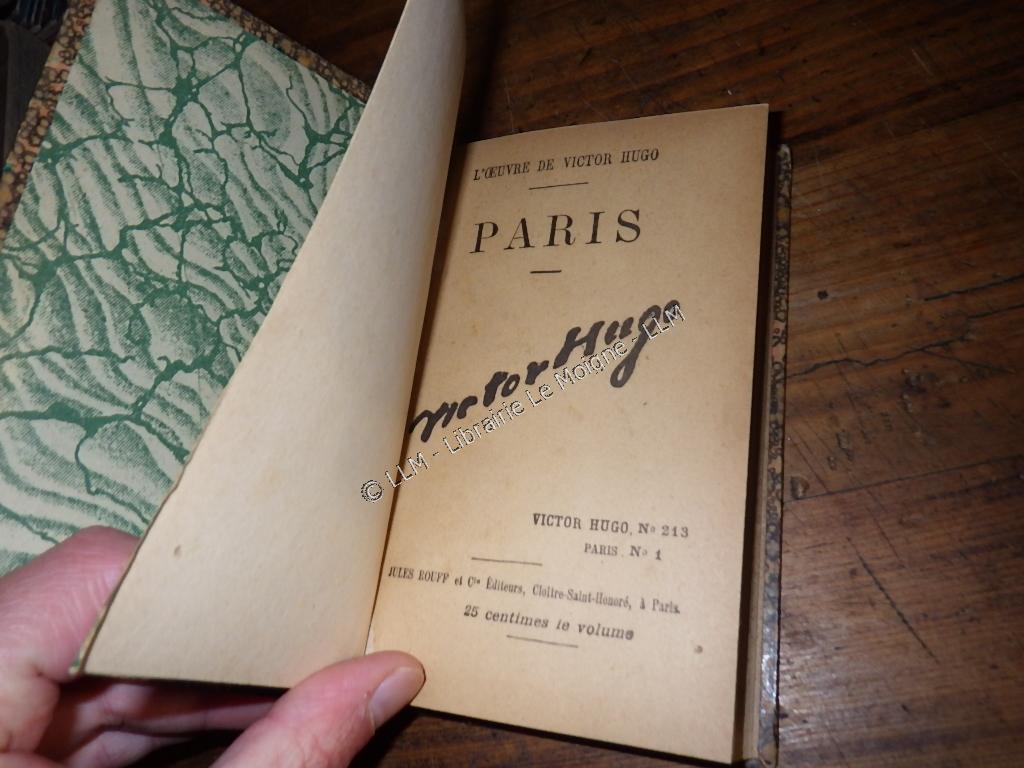 L'ŒUVRE DE VICTOR HUGO
PARIS
Victor Hugo
© LLM - Librairie Le Moigne - LLM
VICTOR HUGO, No 213
PARIS. No 1
JULES ROUFF et Cie Éditeurs, Cloître-Saint-Honoré, à Paris.
25 centimes le volume